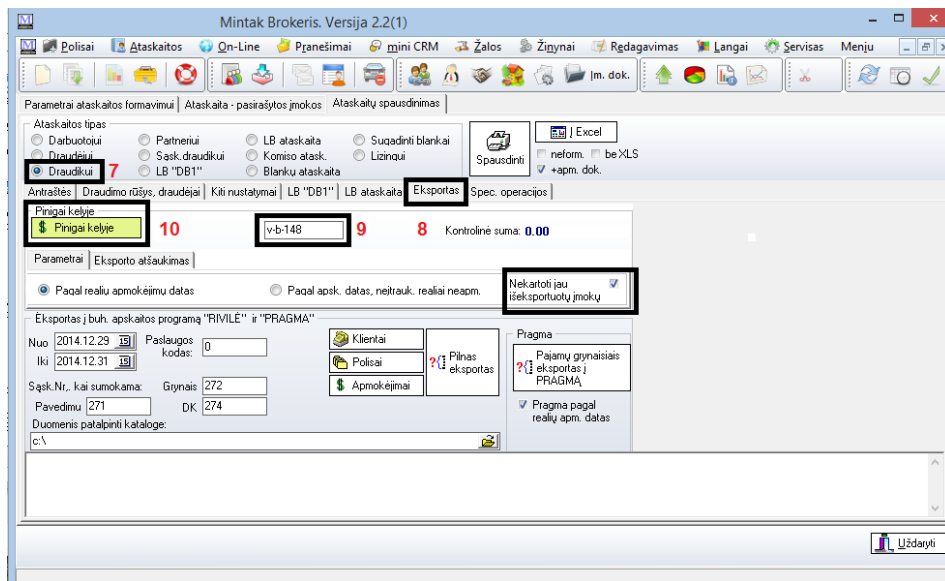 Mintak Brokeris. Versija 2.2(1)
Polisai Ataskaitos On-Line Pranešimai mini CRM Žalos Žinynai Redagavimas Langai Servisas Meniu
Įm. dok.
Parametrai ataskaitos formavimui Ataskaita - pasirašytos įmokos Ataskaitų spausdinimas
Ataskaitos tipas
Darbuotojui Partneriui LB ataskaita Sugadinti blankai
Draudėjui Sąsk.draudikui Komiso atask. Lizingui
Draudikui 7 LB "DB1" Blankų ataskaita
Spausdinti
Į Excel
neform. be XLS
+apm. dok.
Antraštės Draudimo rūšys, draudėjai Kiti nustatymai LB "DB1" LB ataskaita Eksportas Spec. operacijos
Pinigai kelyje
$ Pinigai kelyje 10 v-b-148 9 8 Kontrolinė suma: 0.00
Parametrai Eksporto atšaukimas
Pagal realių apmokėjimų datas Pagal apsk. datas, neįtrauk. realiai neapm.
Nekartoti jau
išeksportuotų įmokų
Eksportas į buh. apskaitos programą "RIVILĖ" ir "PRAGMA"
Nuo 2014.12.29 15 Paslaugos
kodas: 0
Iki 2014.12.31 15
Sąsk.Nr,. kai sumokama: Grynais 272
Pavedimu 271 DK 274
Duomenis patalpinti kataloge:
c:\
Klientai
Polisai
$ Apmokėjimai
?{} Pilnas
eksportas
Pragma
?{} Pajamų grynaisiais
eksportas į
PRAGMĄ
Pragma pagal
realių apm. datas
Uždaryti